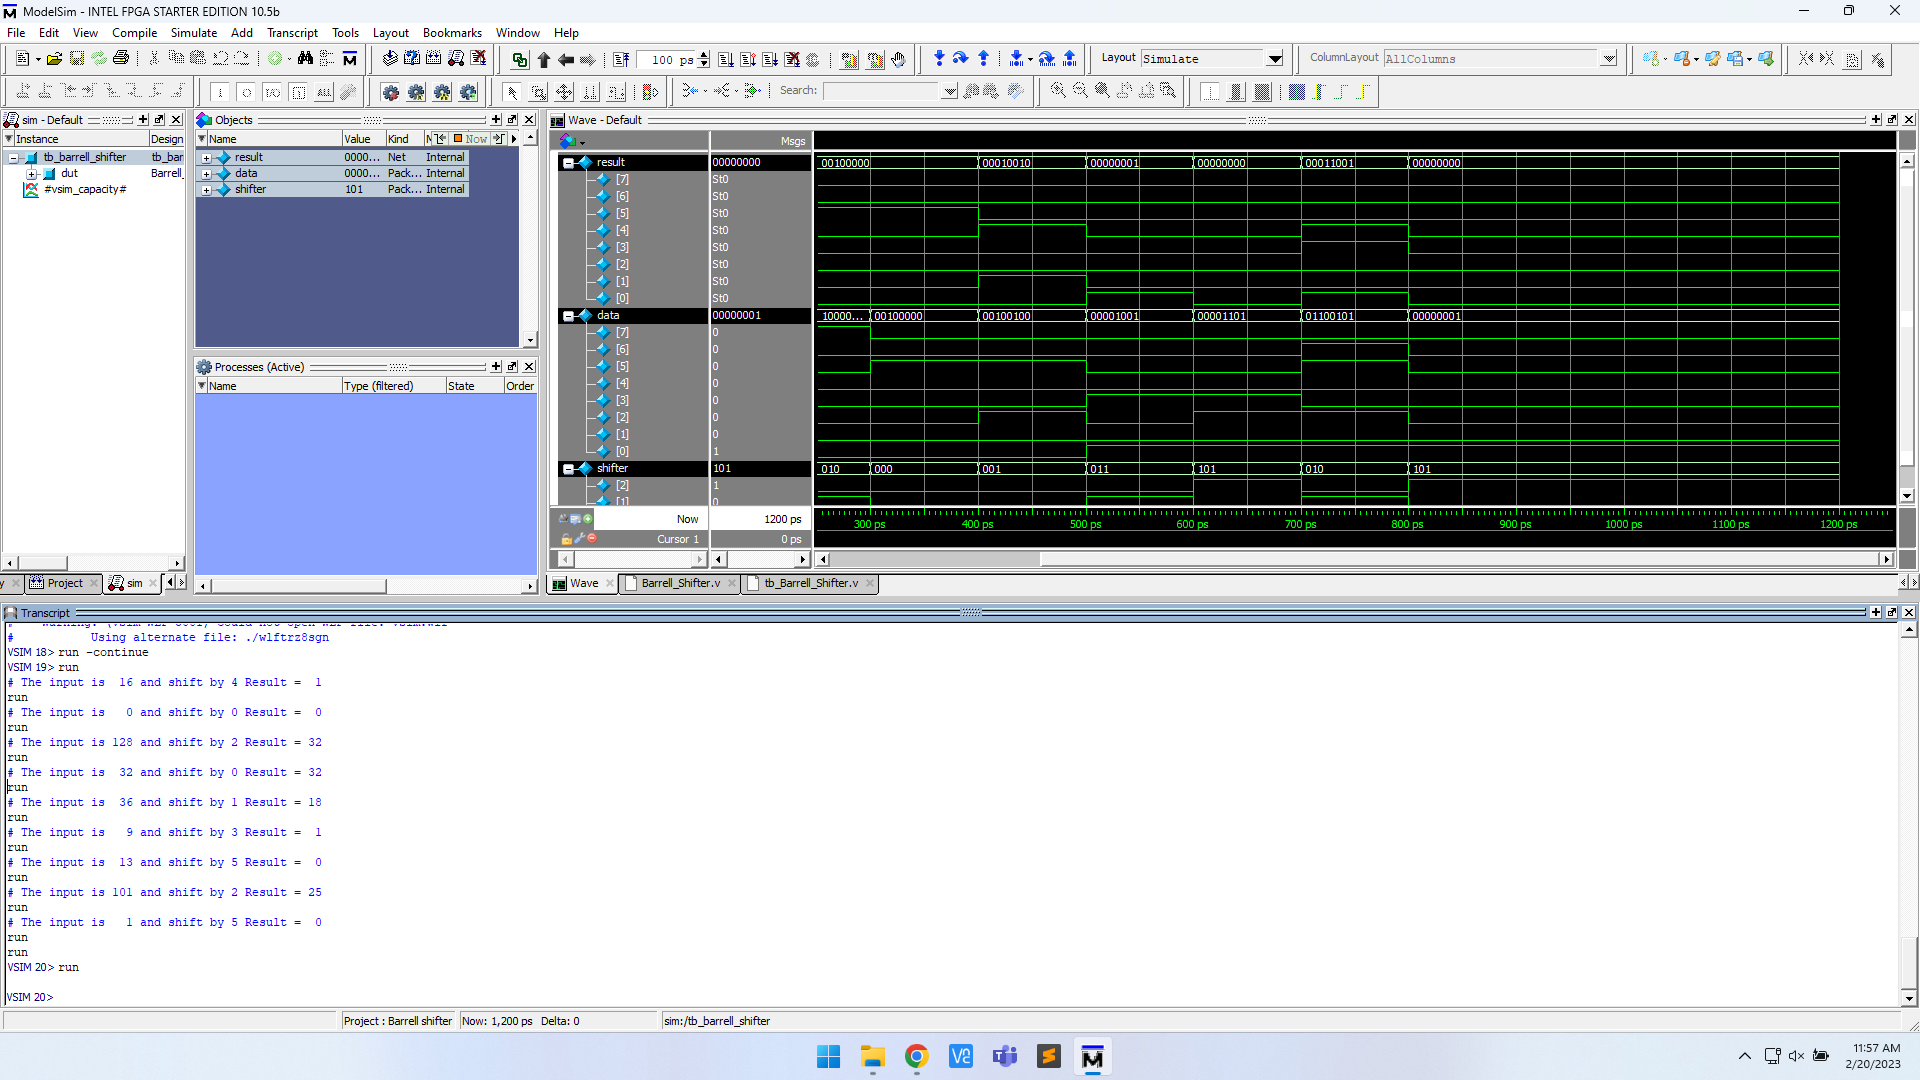 ModelSim - INTEL FPGA STARTER EDITION 10.5b
File Edit View Compile Simulate Add Transcript Tools Layout Bookmarks Window Help
100 ps
Layout Simulate
ColumnLayout AllColumns
Search:
sim - Default
Instance Design
tb_barrell_shifter tb_bar
dut Barrell_
#vsim_capacity#
Project sim
Objects
Name Value Kind Now
result 0000... Net Internal
data 0000... Pack... Internal
shifter 101 Pack... Internal
Processes (Active)
Name Type (filtered) State Order
Wave - Default
Msgs
result 00000000 00100000 00010010 00000001 00000000 00011001 00000000
[7] St0
[6] St0
[5] St0
[4] St0
[3] St0
[2] St0
[1] St0
[0] St0
data 00000001 10000... 00100000 00100100 00001001 00001101 01100101 00000001
[7] 0
[6] 0
[5] 0
[4] 0
[3] 0
[2] 0
[1] 0
[0] 1
shifter 101 010 000 001 011 101 010 101
[2] 1
[1] 0
Now 1200 ps
300 ps 400 ps 500 ps 600 ps 700 ps 800 ps 900 ps 1000 ps 1100 ps 1200 ps
Cursor 1 0 ps
Wave Barrell_Shifter.v tb_Barrell_Shifter.v
Transcript
# Using alternate file: ./wlftrz8sgn
VSIM 18> run -continue
VSIM 19> run
# The input is  16 and shift by 4 Result =  1
run
# The input is   0 and shift by 0 Result =  0
run
# The input is 128 and shift by 2 Result = 32
run
# The input is  32 and shift by 0 Result = 32
run
# The input is  36 and shift by 1 Result = 18
run
# The input is   9 and shift by 3 Result =  1
run
# The input is  13 and shift by 5 Result =  0
run
# The input is 101 and shift by 2 Result = 25
run
# The input is   1 and shift by 5 Result =  0
run
run
VSIM 20> run
VSIM 20>
Project : Barrell shifter Now: 1,200 ps Delta: 0 sim:/tb_barrell_shifter
11:57 AM
2/20/2023